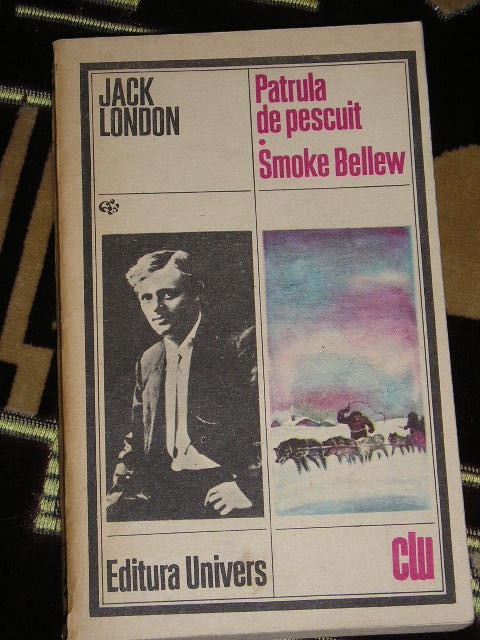 JACK
LONDON
Patrula
de pescuit
• Smoke Bellew
Editura Univers
clu